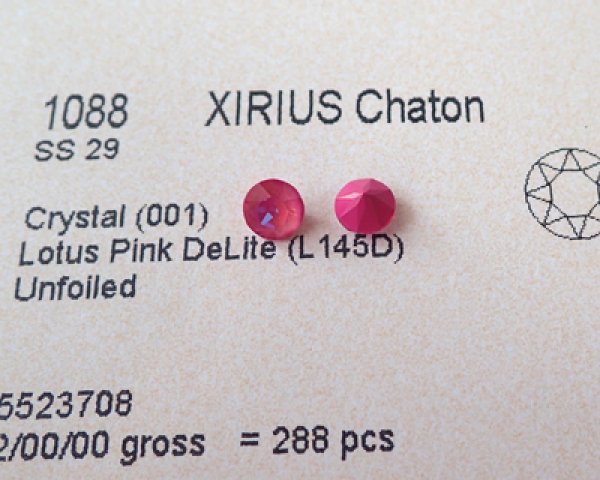 1088 XIRIUS Chaton
SS 29
Crystal (001)
Lotus Pink DeLite (L145D)
Unfoiled
5523708
2/00/00 gross = 288 pcs